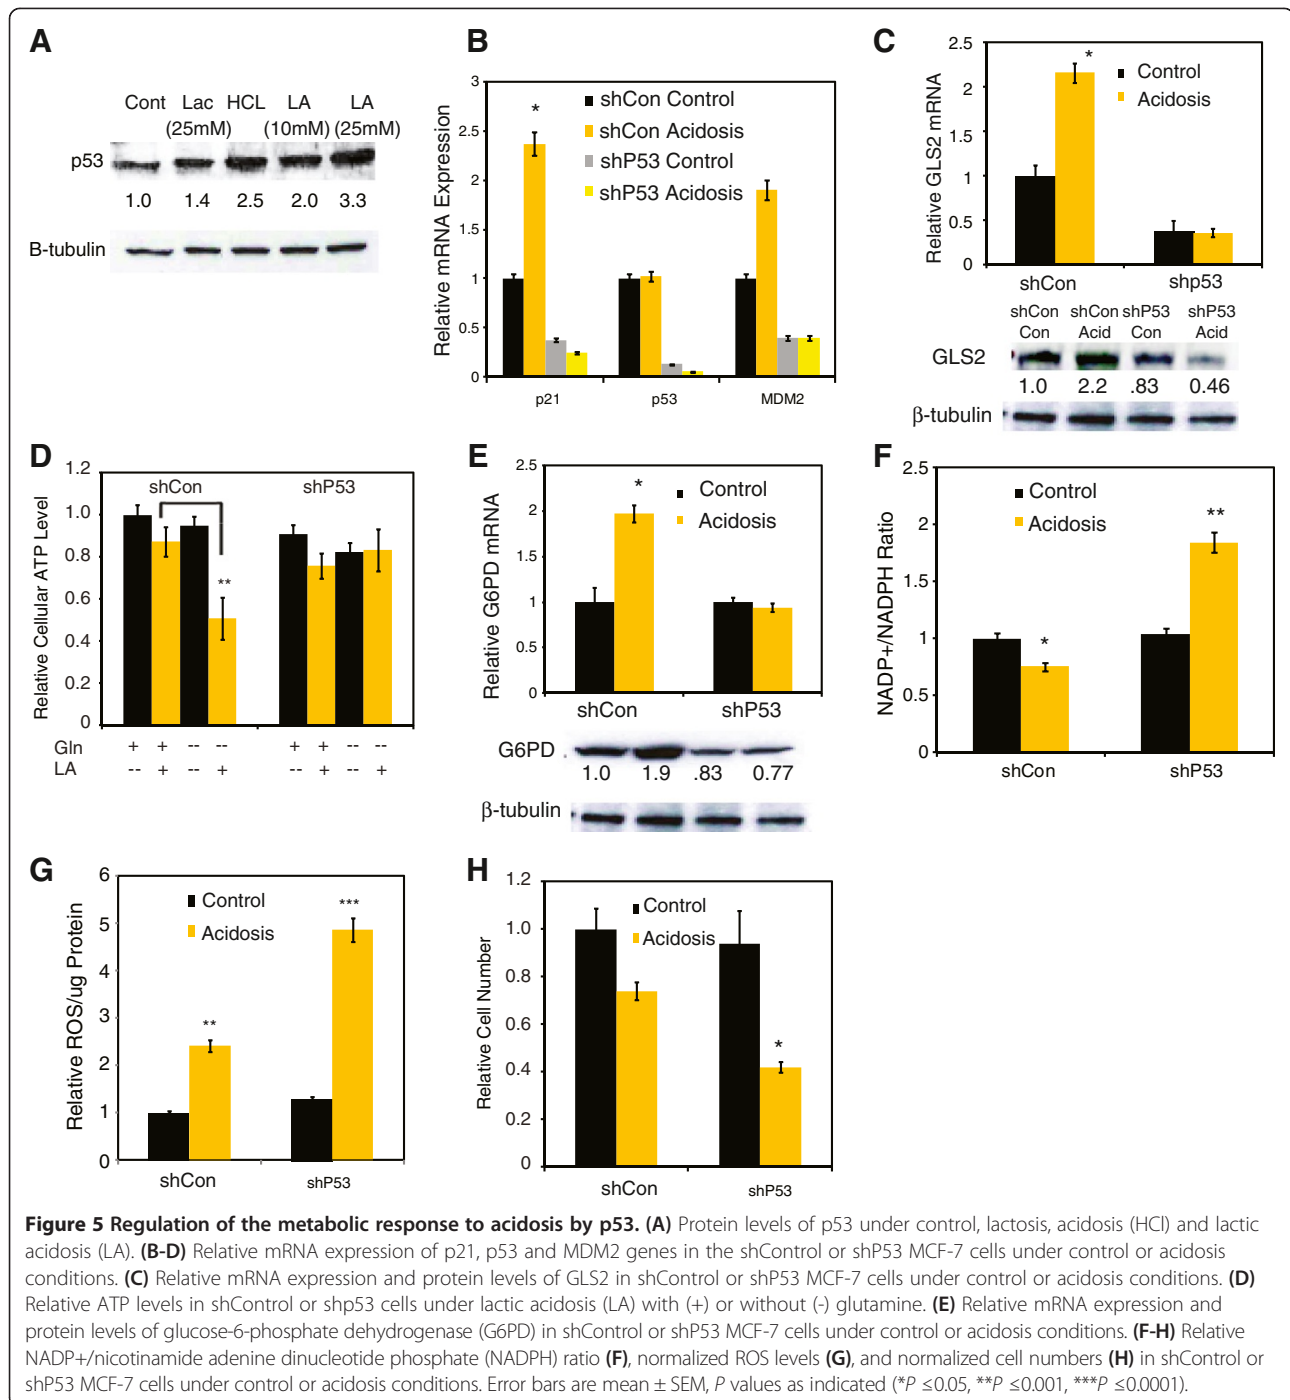 A
Cont Lac HCL LA LA
(25mM) (10mM) (25mM)
p53
1.0 1.4 2.5 2.0 3.3
B-tubulin
B
Relative mRNA Expression
3
2.5
2
1.5
1
0.5
0
shCon Control
shCon Acidosis
shP53 Control
shP53 Acidosis
*
p21 p53 MDM2
C
Relative GLS2 mRNA
2.5
2
1.5
1
0.5
0
*
Control
Acidosis
shCon shp53
shCon shCon shP53 shP53
Con Acid Con Acid
GLS2
1.0 2.2 .83 0.46
β-tubulin
D
Relative Cellular ATP Level
1.2
1.0
0.8
0.6
0.4
0.2
0
shCon shP53
**
Gln + + -- -- + + -- --
LA -- + -- + -- + -- +
E
Relative G6PD mRNA
2.5
2
1.5
1
0.5
0
*
Control
Acidosis
shCon shP53
G6PD
1.0 1.9 .83 0.77
β-tubulin
F
NADP+/NADPH Ratio
2.5
2
1.5
1
0.5
0
Control
Acidosis
*
**
shCon shP53
G
Relative ROS/ug Protein
6
5
4
3
2
1
0
Control
Acidosis
**
***
shCon shP53
H
Relative Cell Number
1.2
1.0
0.8
0.6
0.4
0.2
0
Control
Acidosis
*
shCon shP53
Figure 5 Regulation of the metabolic response to acidosis by p53. (A) Protein levels of p53 under control, lactosis, acidosis (HCl) and lactic
acidosis (LA). (B-D) Relative mRNA expression of p21, p53 and MDM2 genes in the shControl or shP53 MCF-7 cells under control or acidosis
conditions. (C) Relative mRNA expression and protein levels of GLS2 in shControl or shP53 MCF-7 cells under control or acidosis conditions. (D)
Relative ATP levels in shControl or shp53 cells under lactic acidosis (LA) with (+) or without (-) glutamine. (E) Relative mRNA expression and
protein levels of glucose-6-phosphate dehydrogenase (G6PD) in shControl or shP53 MCF-7 cells under control or acidosis conditions. (F-H) Relative
NADP+/nicotinamide adenine dinucleotide phosphate (NADPH) ratio (F), normalized ROS levels (G), and normalized cell numbers (H) in shControl or
shP53 MCF-7 cells under control or acidosis conditions. Error bars are mean ± SEM, P values as indicated (*P ≤0.05, **P ≤0.001, ***P ≤0.0001).